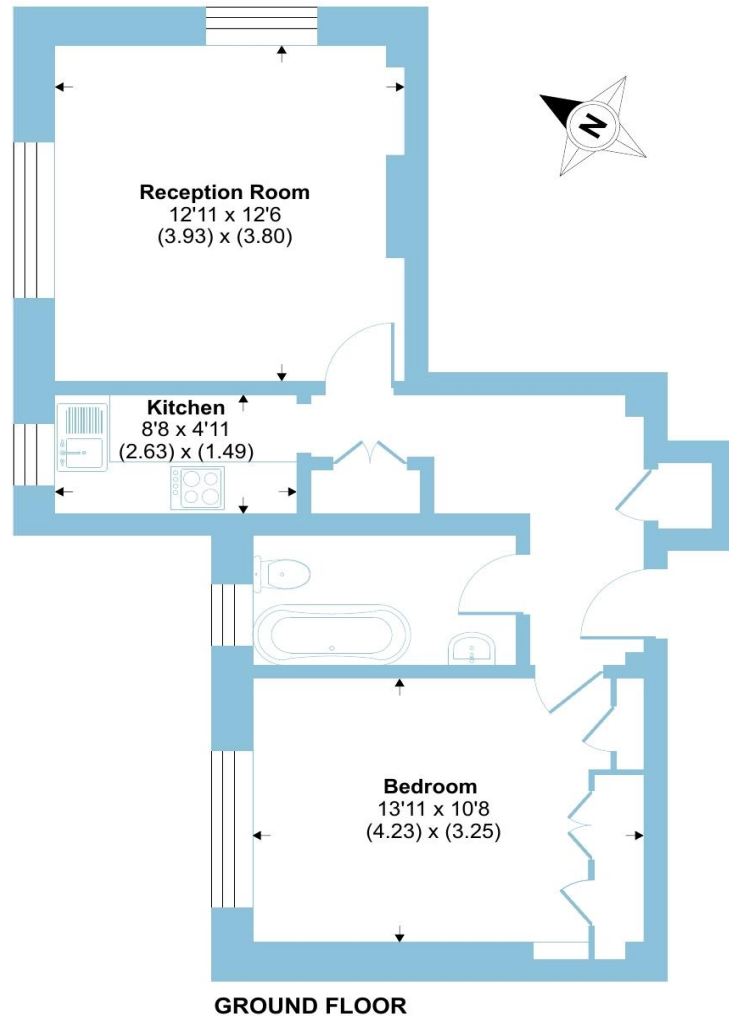 N
Reception Room
12'11 x 12'6
(3.93) x (3.80)
Kitchen
8'8 x 4'11
(2.63) x (1.49)
Bedroom
13'11 x 10'8
(4.23) x (3.25)
GROUND FLOOR